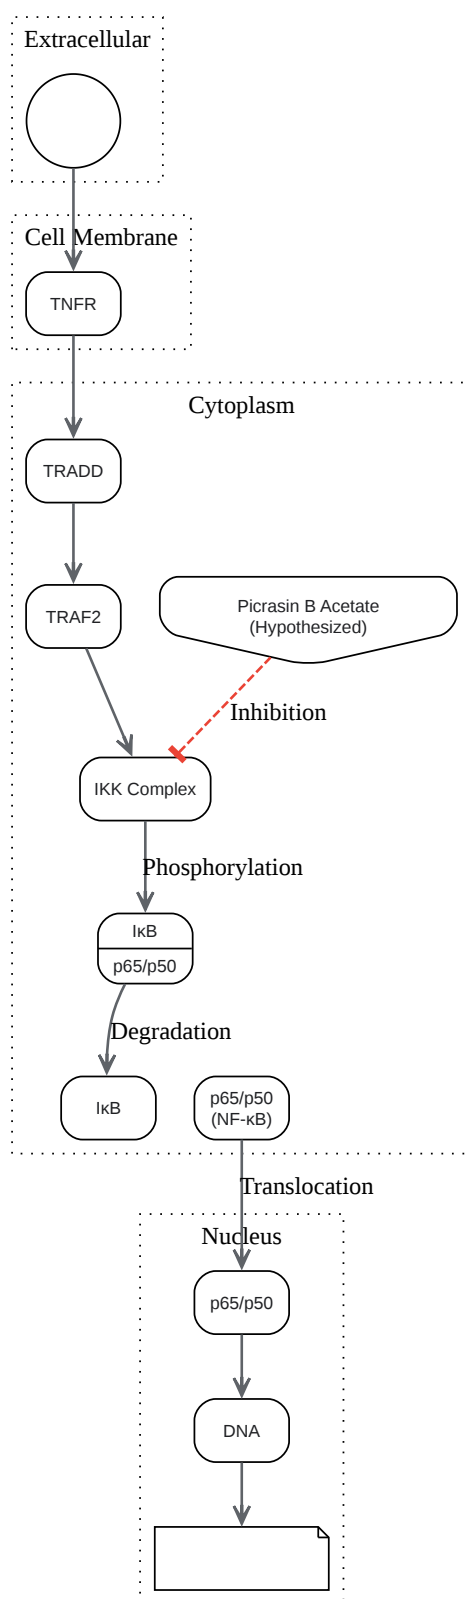 Extracellular
Cell Membrane
TNFR
Cytoplasm
TRADD
TRAF2
Picrasin B Acetate
(Hypothesized)
Inhibition
IKK Complex
Phosphorylation
IκB
p65/p50
Degradation
IκB
p65/p50
(NF-κB)
Translocation
Nucleus
p65/p50
DNA